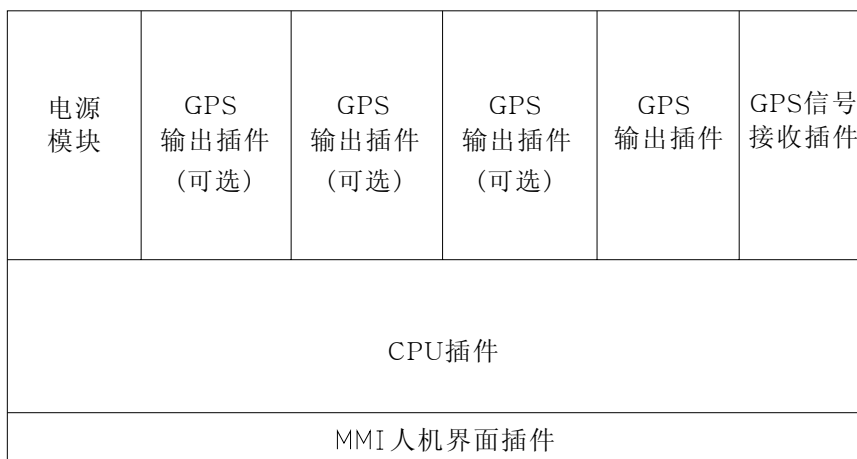 电源
模块
GPS
输出插件
(可选)
GPS
输出插件
(可选)
GPS
输出插件
(可选)
GPS
输出插件
GPS信号
接收插件
CPU插件
MMI人机界面插件